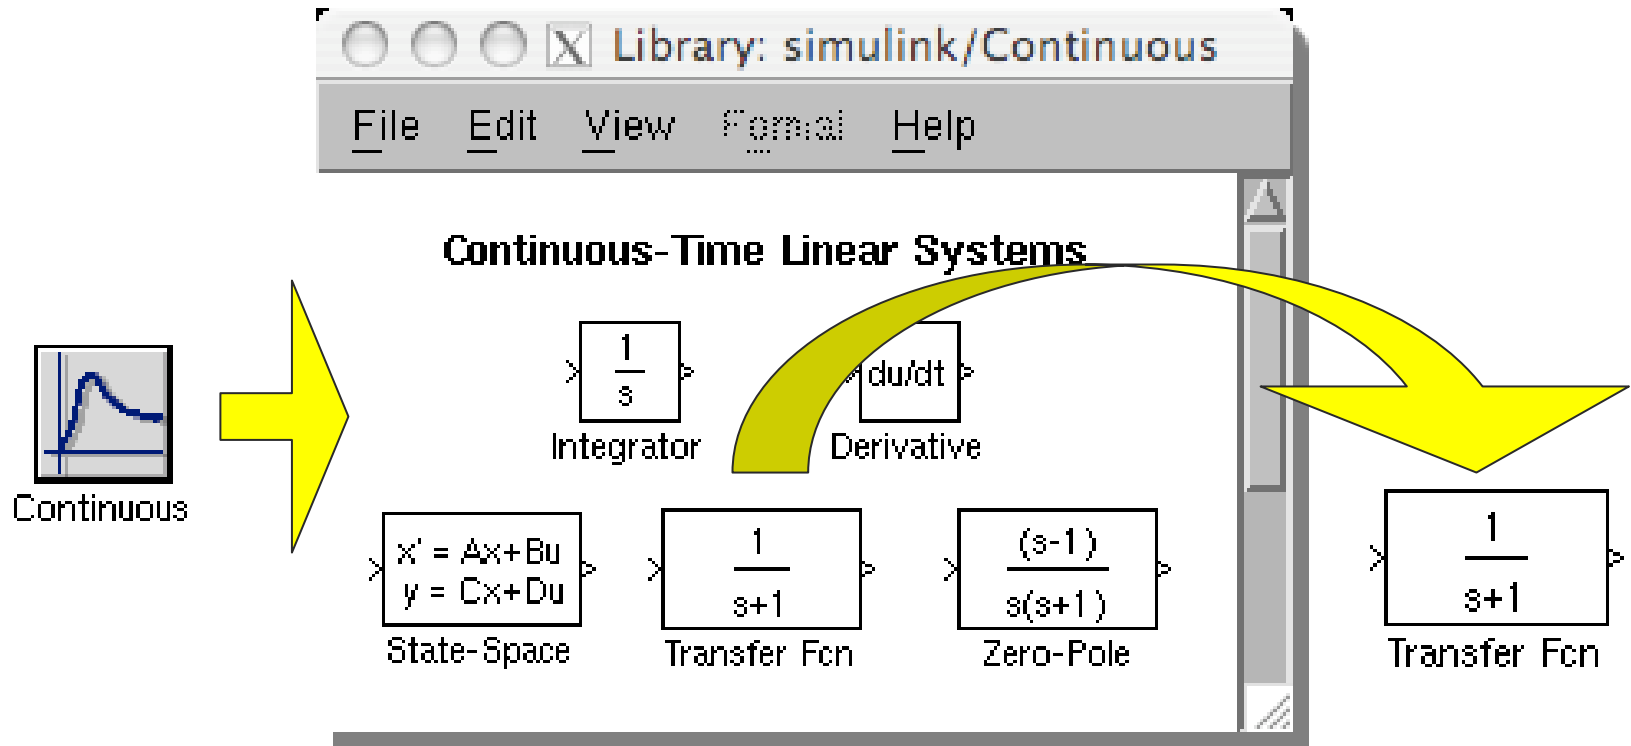 Library: simulink/Continuous
File Edit View Format Help
Continuous-Time Linear Systems
1
s
Integrator
du/dt
Derivative
Continuous
x' = Ax+Bu
y = Cx+Du
State-Space
1
s+1
Transfer Fcn
(s-1)
s(s+1)
Zero-Pole
1
s+1
Transfer Fcn